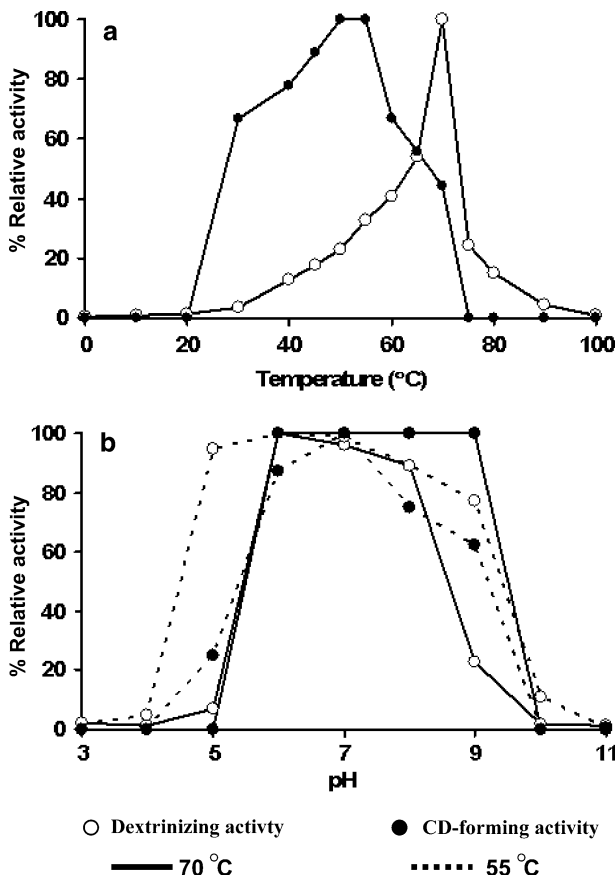 a
100
80
60
40
20
0
% Relative activity
0 20 40 60 80 100
Temperature (°C)
b
100
80
60
40
20
0
% Relative activity
3 5 7 9 11
pH
Dextrinizing activty CD-forming activity
70 °C 55 °C